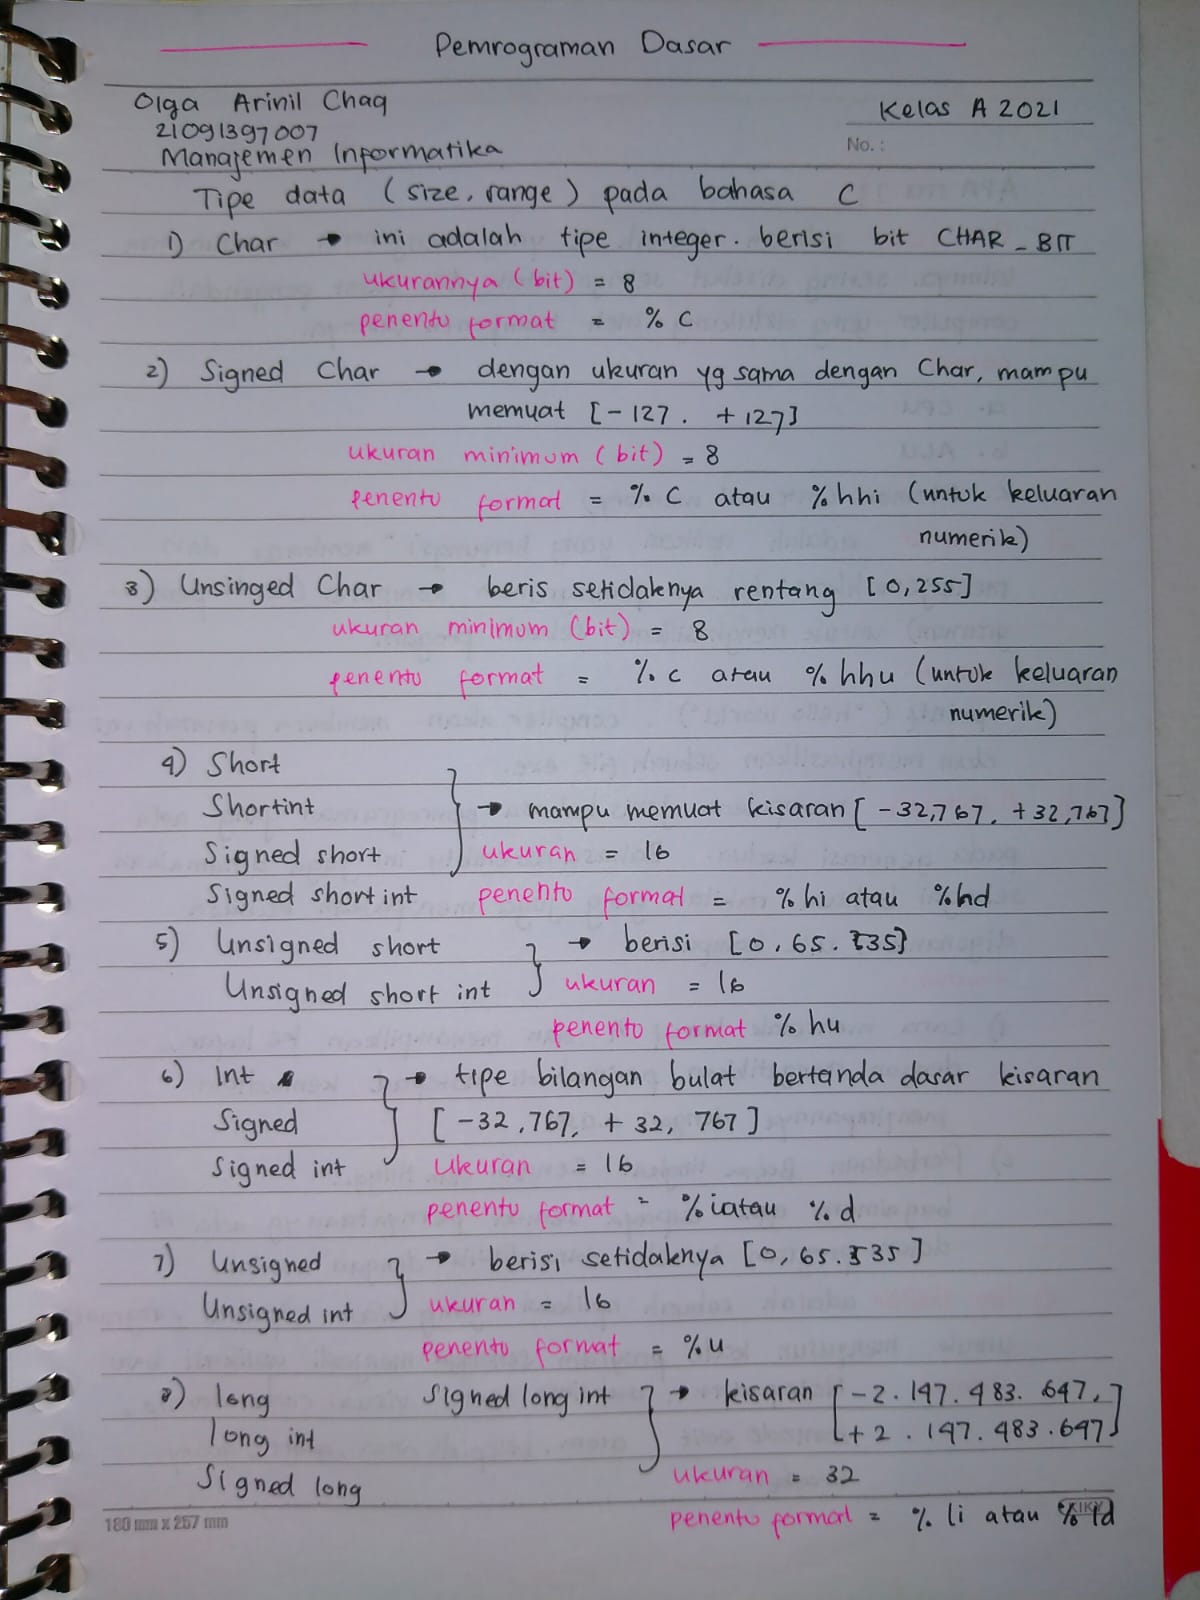 Pemrograman Dasar
Olga Arinil Chaq
Kelas A 2021
21091397007
No. :
Manajemen Informatika
Tipe data (size, range) pada bahasa C
1) Char → ini adalah tipe integer. berisi bit CHAR_BIT
ukurannya (bit) = 8
penentu format = % C
2) Signed Char → dengan ukuran yg sama dengan Char, mampu
memuat [-127. +127]
ukuran minimum (bit) = 8
penentu format = % C atau % hhi (untuk keluaran
numerik)
3) Unsinged Char → beris setidaknya rentang [0,255]
ukuran minimum (bit) = 8
penentu format = % c atau % hhu (untuk keluaran
numerik)
4) Short
Shortint } → mampu memuat kisaran [-32,767. +32,767]
Signed short ukuran = 16
Signed short int penento format = % hi atau %hd
5) Unsigned short } → berisi [0.65.535]
Unsigned short int ukuran = 16
penento format % hu
6) Int } → tipe bilangan bulat bertanda dasar kisaran
Signed [-32,767, + 32, 767]
Signed int ukuran = 16
penentu format = % iatau % d
7) Unsigned } → berisi setidaknya [0,65.535]
Unsigned int ukuran = 16
penentu format = % u
8) long Signed long int } → kisaran [-2.147.483.647,
long int +2.147.483.647]
Signed long ukuran = 32
180 mm x 257 mm
KIKY
penentu format = % li atau % ld